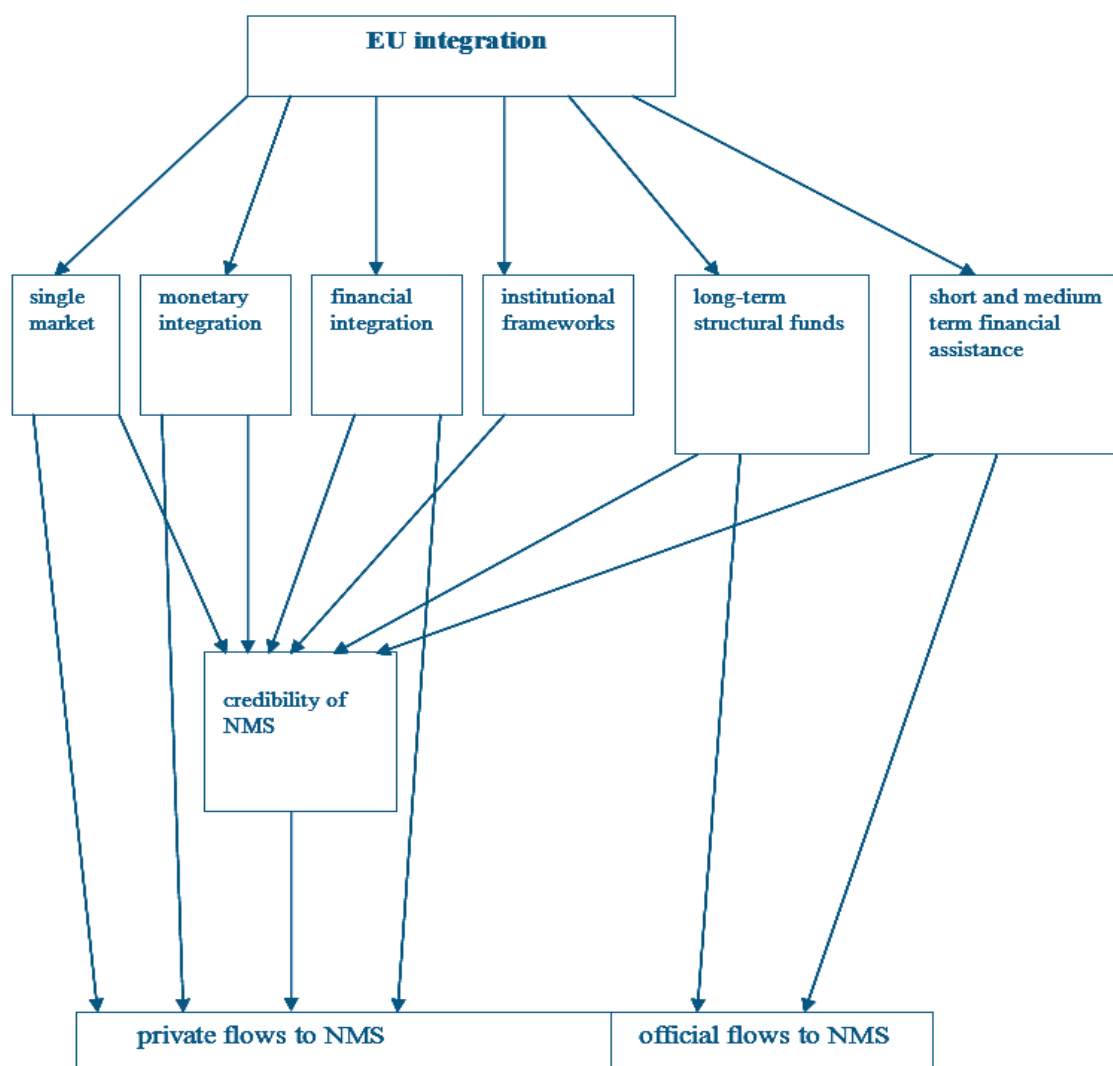 EU integration
single
market
monetary
integration
financial
integration
institutional
frameworks
long-term
structural funds
short and medium
term financial
assistance
credibility of
NMS
private flows to NMS
official flows to NMS